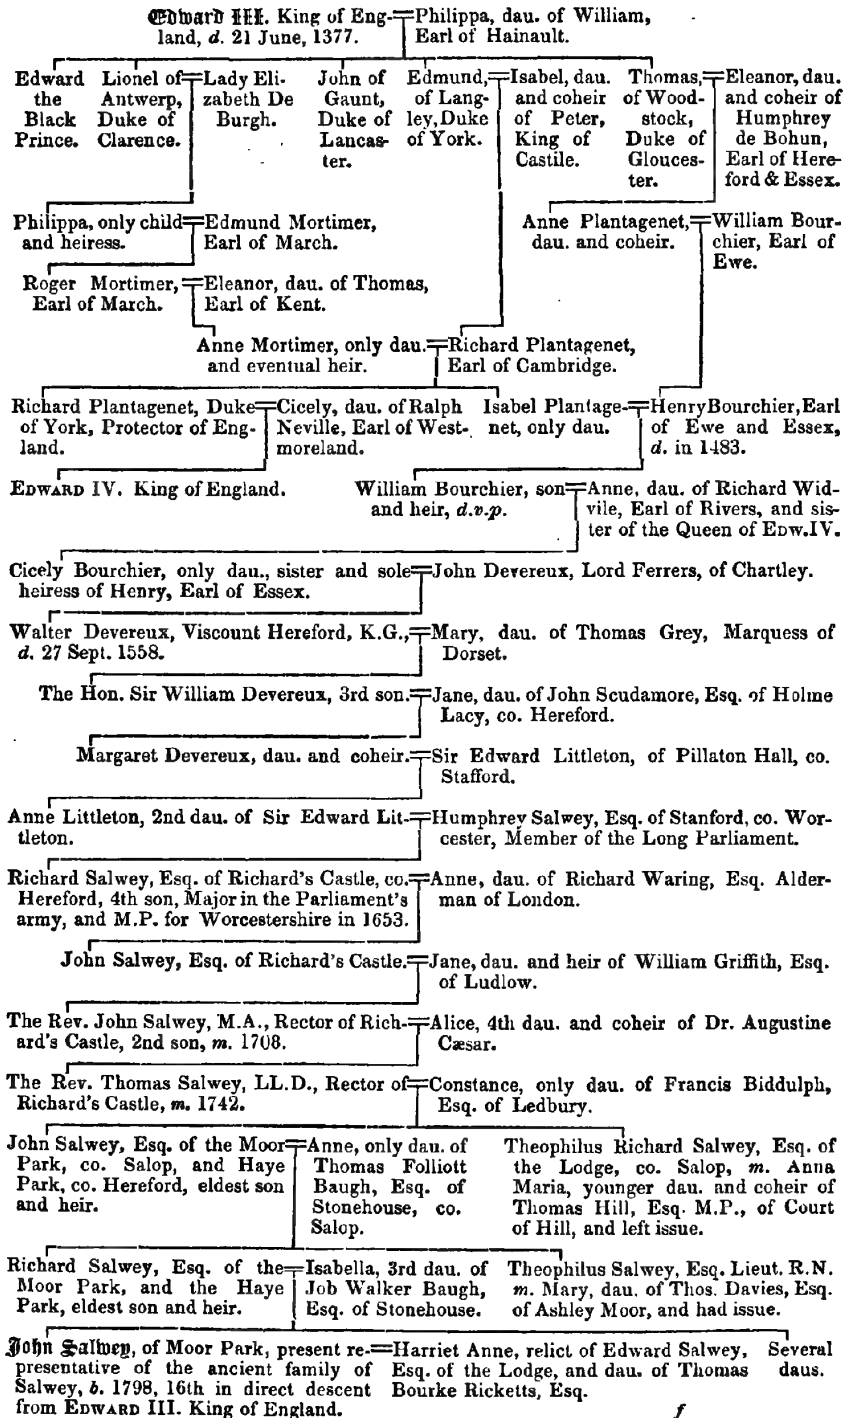 Edward III. King of Eng-=Philippa, dau. of William,
land, d. 21 June, 1377. Earl of Hainault.
Edward
the
Black
Prince.
Lionel of
Antwerp,
Duke of
Clarence.
Lady Eli-
zabeth De
Burgh.
John of
Gaunt,
Duke of
Lancas-
ter.
Edmund,
of Lang-
ley, Duke
of York.
Isabel, dau.
and coheir
of Peter,
King of
Castile.
Thomas,
of Wood-
stock,
Duke of
Glouces-
ter.
Eleanor, dau.
and coheir of
Humphrey
de Bohun,
Earl of Here-
ford & Essex.
Philippa, only child
and heiress.
Edmund Mortimer,
Earl of March.
Anne Plantagenet,
dau. and coheir.
William Bour-
chier, Earl of
Ewe.
Roger Mortimer,
Earl of March.
Eleanor, dau. of Thomas,
Earl of Kent.
Anne Mortimer, only dau.
and eventual heir.
Richard Plantagenet,
Earl of Cambridge.
Richard Plantagenet, Duke
of York, Protector of Eng-
land.
Cicely, dau. of Ralph
Neville, Earl of West-
moreland.
Isabel Plantage-
net, only dau.
Henry Bourchier, Earl
of Ewe and Essex,
d. in 1483.
EDWARD IV. King of England.
William Bourchier, son
and heir, d.v.p.
Anne, dau. of Richard Wid-
vile, Earl of Rivers, and sis-
ter of the Queen of EDW.IV.
Cicely Bourchier, only dau., sister and sole
heiress of Henry, Earl of Essex.
John Devereux, Lord Ferrers, of Chartley.
Walter Devereux, Viscount Hereford, K.G.,
d. 27 Sept. 1558.
Mary, dau. of Thomas Grey, Marquess of
Dorset.
The Hon. Sir William Devereux, 3rd son.
Jane, dau. of John Scudamore, Esq. of Holme
Lacy, co. Hereford.
Margaret Devereux, dau. and coheir.
Sir Edward Littleton, of Pillaton Hall, co.
Stafford.
Anne Littleton, 2nd dau. of Sir Edward Lit-
tleton.
Humphrey Salwey, Esq. of Stanford, co. Wor-
cester, Member of the Long Parliament.
Richard Salwey, Esq. of Richard's Castle, co.
Hereford, 4th son, Major in the Parliament's
army, and M.P. for Worcestershire in 1653.
Anne, dau. of Richard Waring, Esq. Alder-
man of London.
John Salwey, Esq. of Richard's Castle.
Jane, dau. and heir of William Griffith, Esq.
of Ludlow.
The Rev. John Salwey, M.A., Rector of Rich-
ard's Castle, 2nd son, m. 1708.
Alice, 4th dau. and coheir of Dr. Augustine
Cæsar.
The Rev. Thomas Salwey, LL.D., Rector of
Richard's Castle, m. 1742.
Constance, only dau. of Francis Biddulph,
Esq. of Ledbury.
John Salwey, Esq. of the Moor
Park, co. Salop, and Haye
Park, co. Hereford, eldest son
and heir.
Anne, only dau. of
Thomas Folliott
Baugh, Esq. of
Stonehouse, co.
Salop.
Theophilus Richard Salwey, Esq. of
the Lodge, co. Salop, m. Anna
Maria, younger dau. and coheir of
Thomas Hill, Esq. M.P., of Court
of Hill, and left issue.
Richard Salwey, Esq. of the
Moor Park, and the Haye
Park, eldest son and heir.
Isabella, 3rd dau. of
Job Walker Baugh,
Esq. of Stonehouse.
Theophilus Salwey, Esq. Lieut. R.N.
m. Mary, dau. of Thos. Davies, Esq.
of Ashley Moor, and had issue.
John Salwey, of Moor Park, present re-
presentative of the ancient family of
Salwey, b. 1798, 16th in direct descent
from EDWARD III. King of England.
Harriet Anne, relict of Edward Salwey,
Esq. of the Lodge, and dau. of Thomas
Bourke Ricketts, Esq.
Several
daus.
f